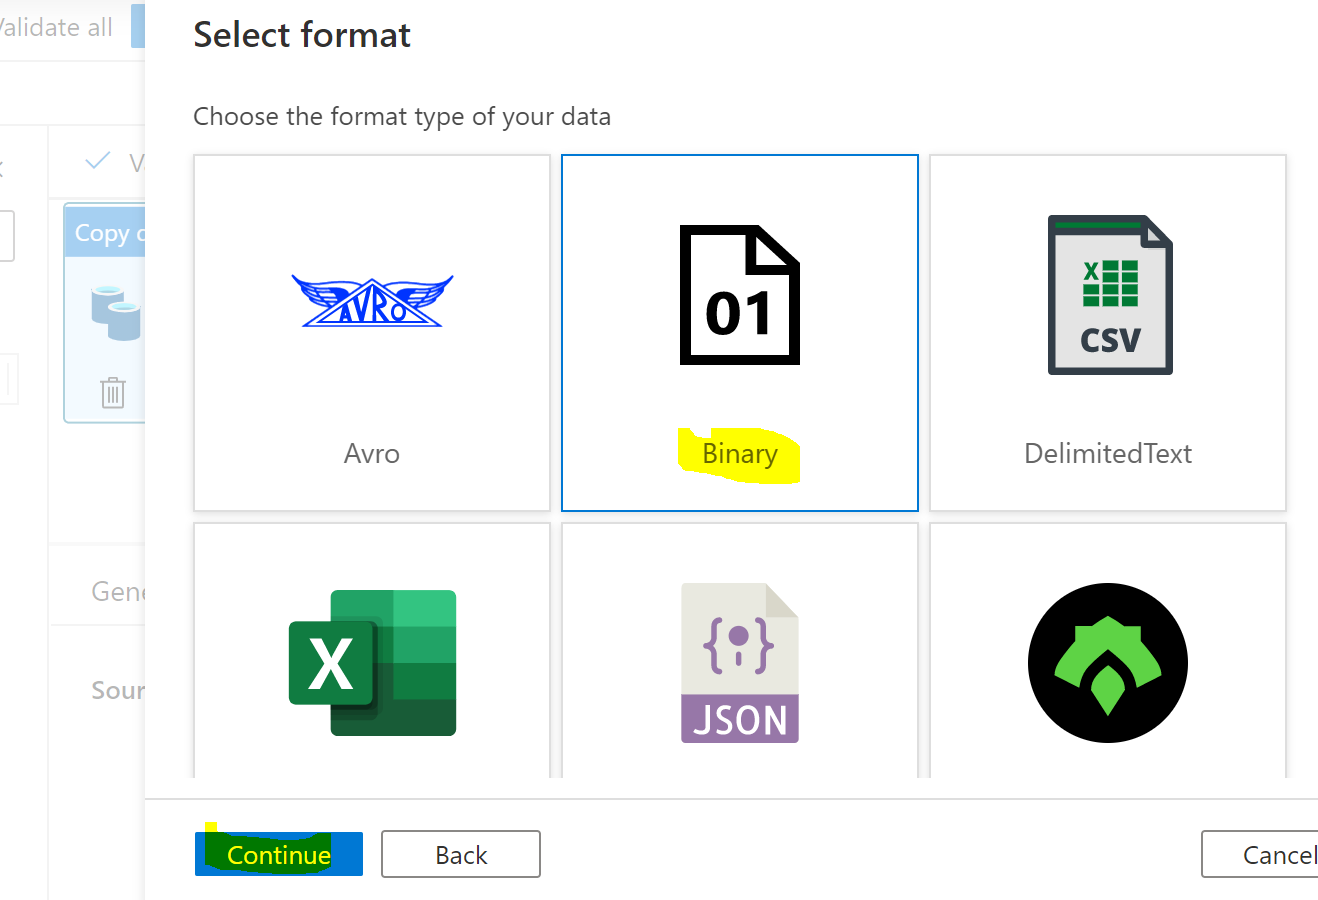 Validate all
Select format
Choose the format type of your data
Copy
AVRO
01
X
CSV
Avro
Binary
DelimitedText
X
{ }
JSON
Gene
Sour
Continue
Back
Cancel